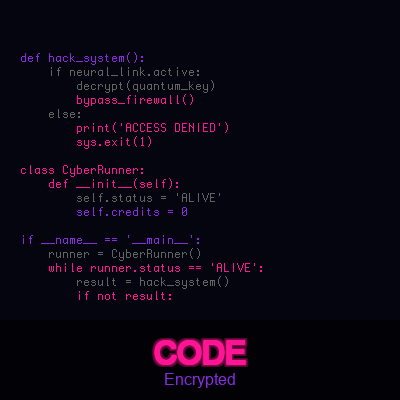 def hack_system():
    if neural_link.active:
        decrypt(quantum_key)
        bypass_firewall()
    else:
        print('ACCESS DENIED')
        sys.exit(1)

class CyberRunner:
    def __init__(self):
        self.status = 'ALIVE'
        self.credits = 0

if __name__ == '__main__':
    runner = CyberRunner()
    while runner.status == 'ALIVE':
        result = hack_system()
        if not result:
CODE
Encrypted